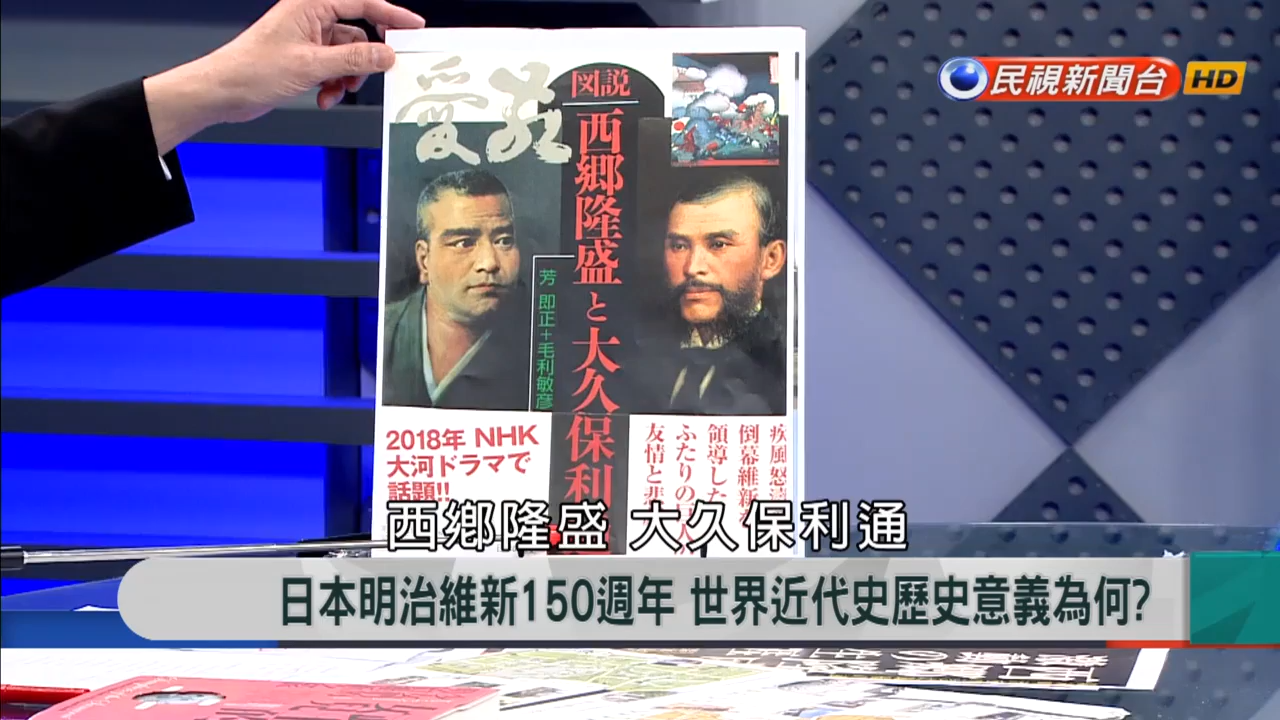 民視新聞台 HD
愛蔵
図説
西郷隆盛と大久保利
芳 即正+毛利敏彦
2018年 NHK
大河ドラマで
話題!!
疾風怒濤
倒幕維新
領導した
ふたりの
友情と悲
西鄉隆盛 大久保利通
日本明治維新150週年 世界近代史歷史意義為何?